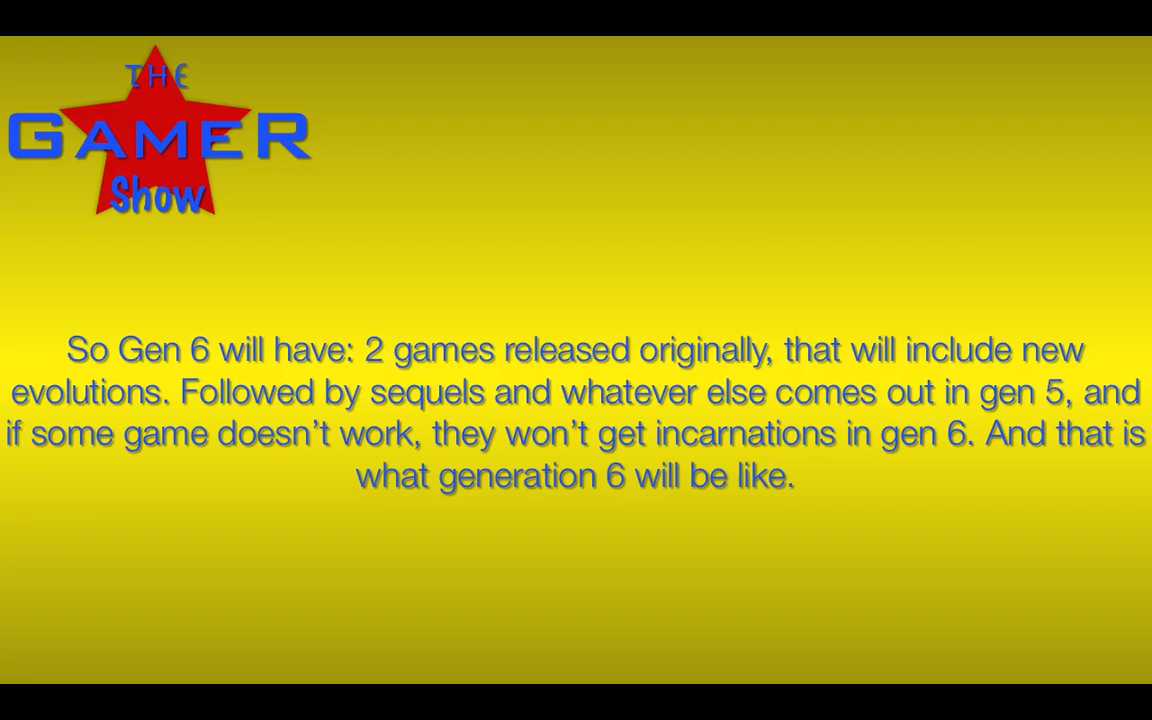 THE
GAMER
Show
So Gen 6 will have: 2 games released originally, that will include new
evolutions. Followed by sequels and whatever else comes out in gen 5, and
if some game doesn’t work, they won’t get incarnations in gen 6. And that is
what generation 6 will be like.